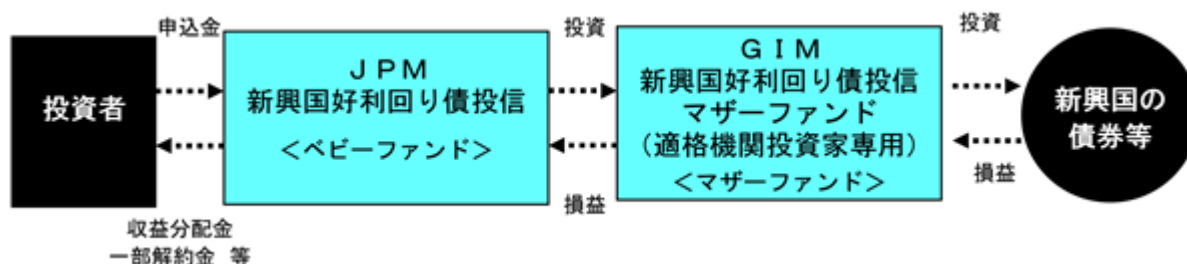 申込金
投資
投資
投資者
ＪＰＭ
新興国好利回り債投信
＜ベビーファンド＞
ＧＩＭ
新興国好利回り債投信
マザーファンド
（適格機関投資家専用）
＜マザーファンド＞
新興国の
債券等
損益
損益
収益分配金
一部解約金 等